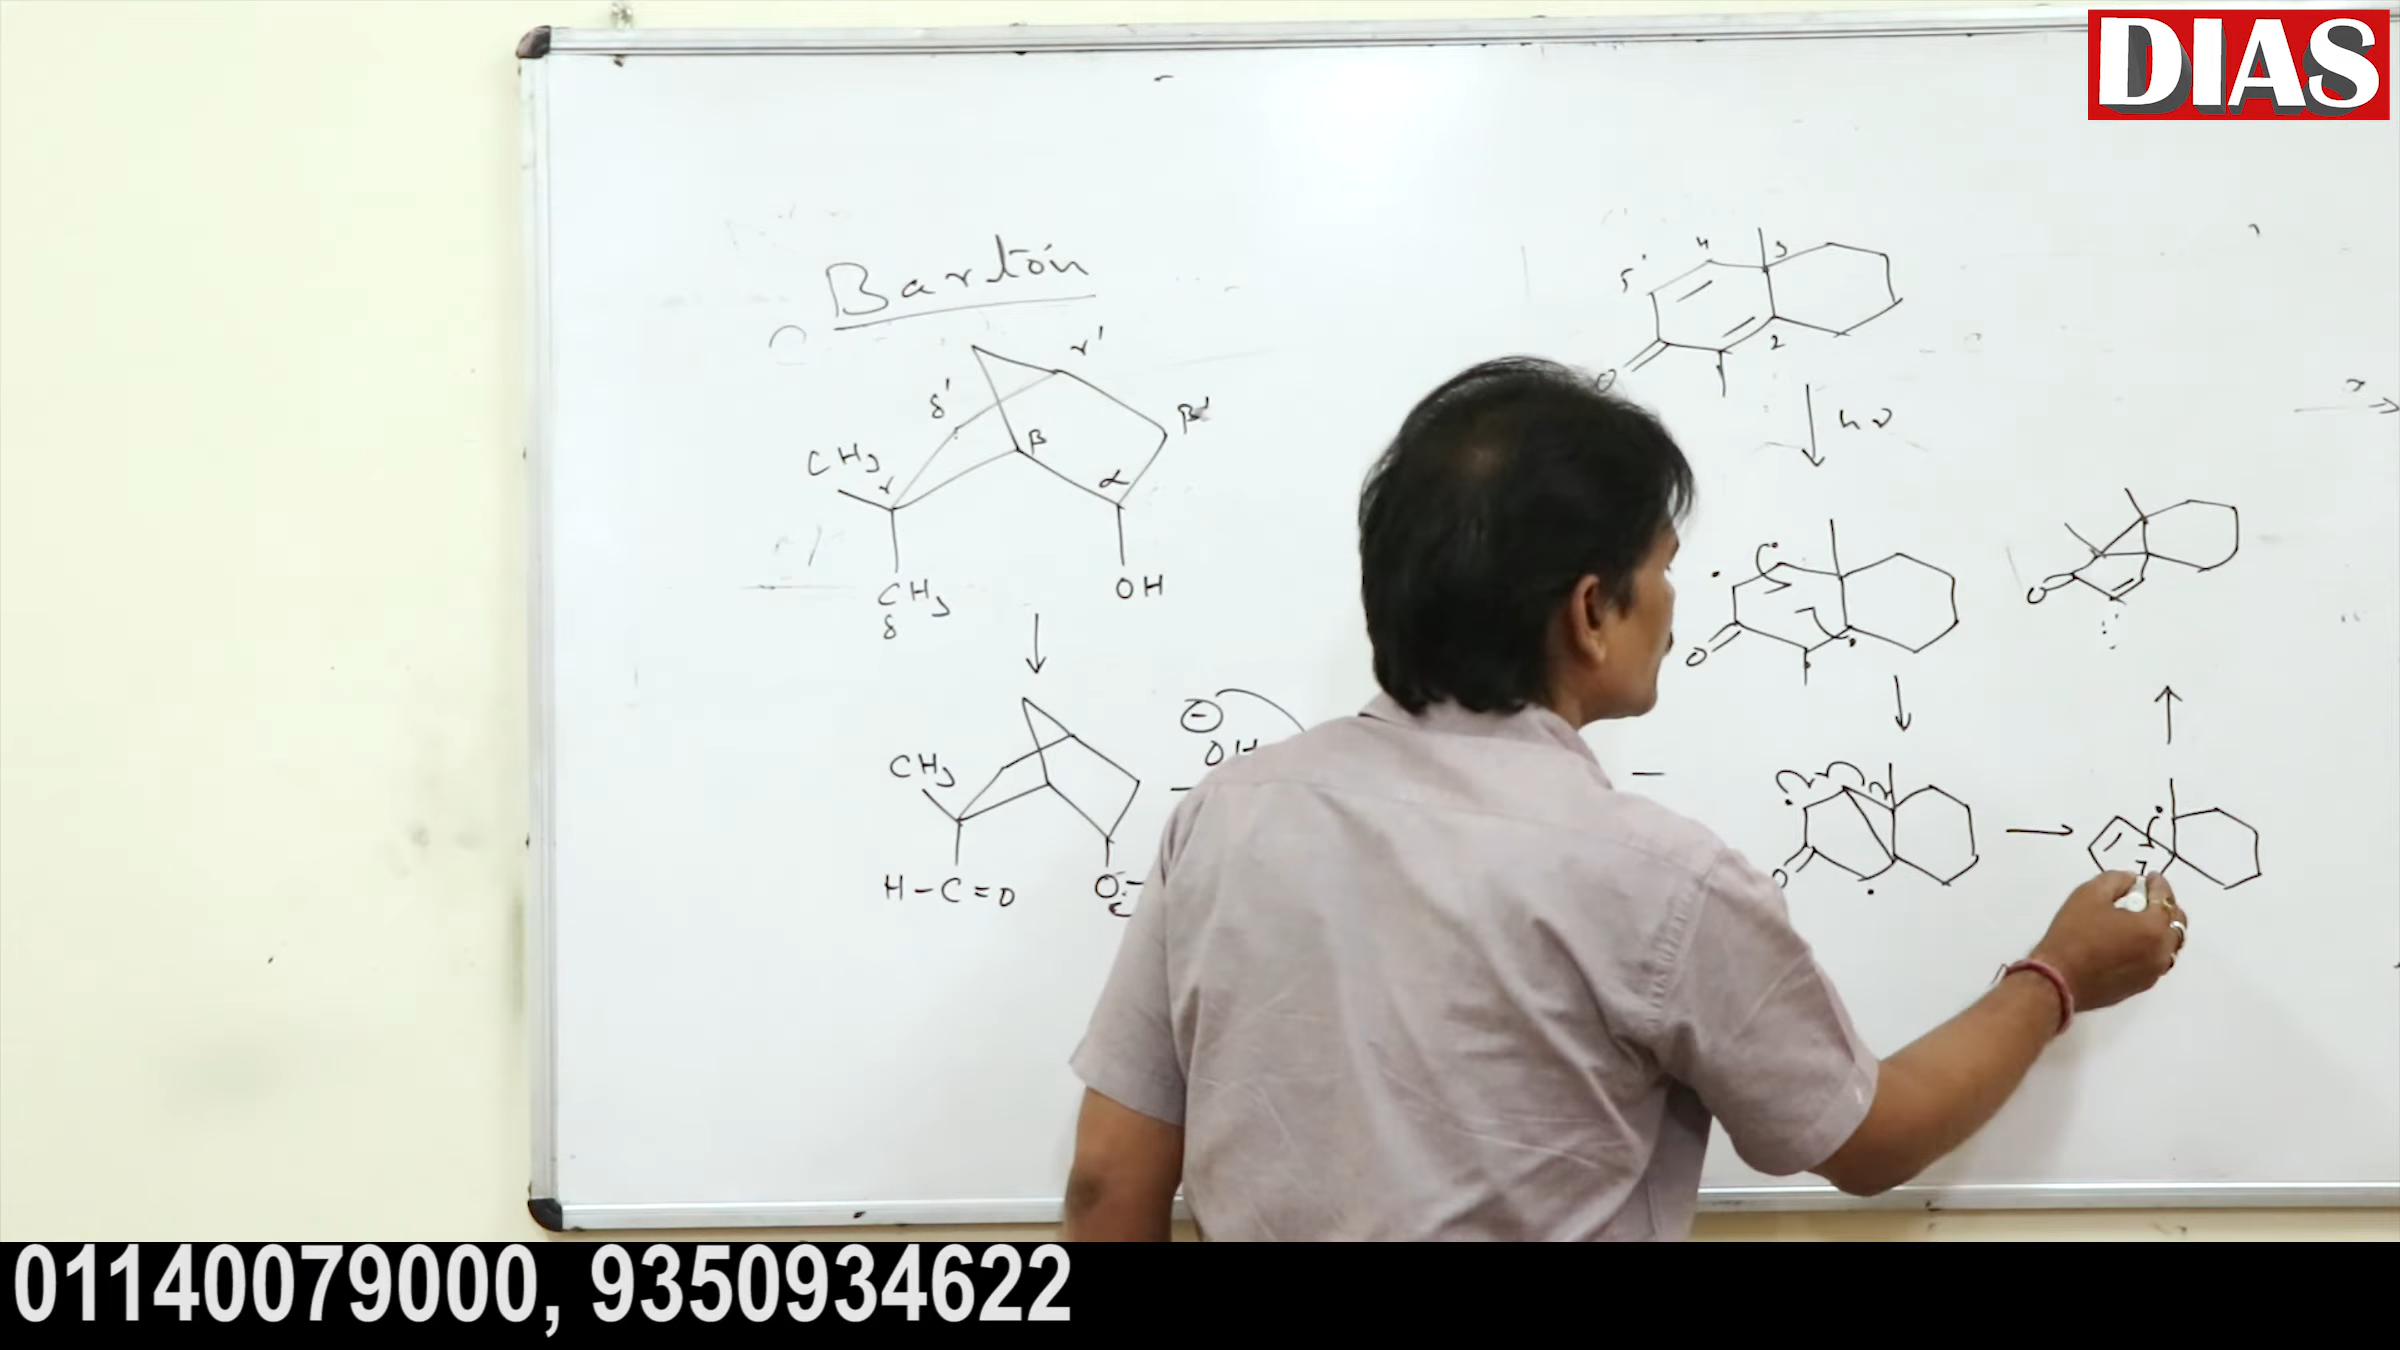 DIAS
Barton
γ'
δ'
β'
β
CH3
γ
α
CH3
δ
OH
CH3
⊖
OH
H-C=O
O
4
3
5
2
O
hν
O
O
O
01140079000, 9350934622